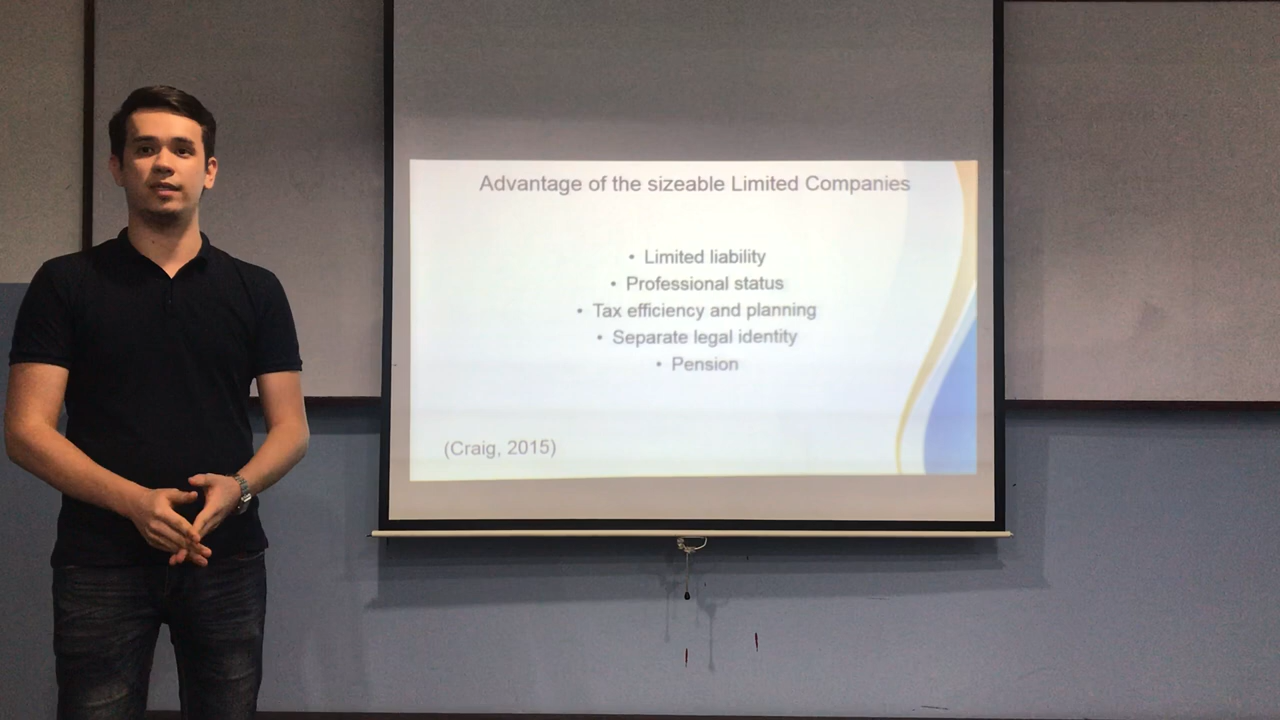 Advantage of the sizeable Limited Companies
• Limited liability
• Professional status
• Tax efficiency and planning
• Separate legal identity
• Pension
(Craig, 2015)